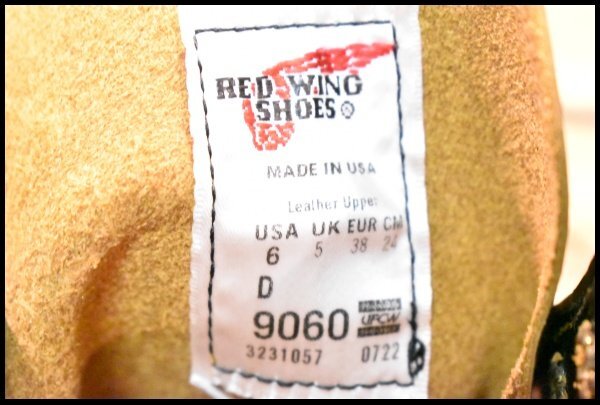 RED WING
SHOES ®
MADE IN USA
Leather Upper
USA UK EUR CM
6 5 38 24
D
9060
UFCW
3231057 0722